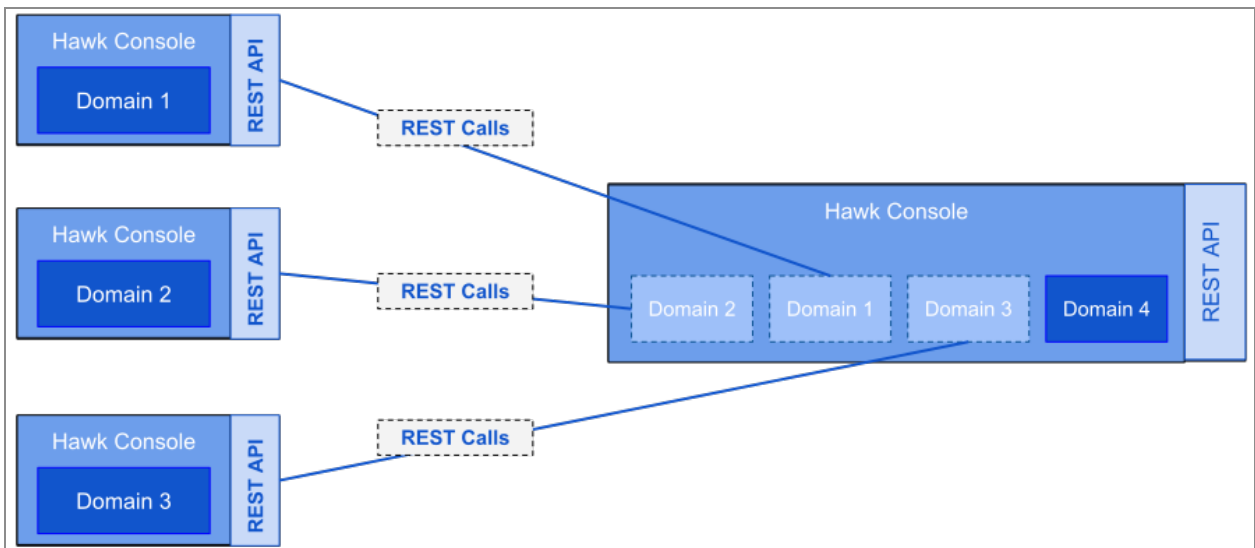 Hawk Console
Domain 1
REST API
REST Calls
Hawk Console
Domain 2
REST API
REST Calls
Hawk Console
Domain 3
REST API
REST Calls
Hawk Console
Domain 2
Domain 1
Domain 3
Domain 4
REST API